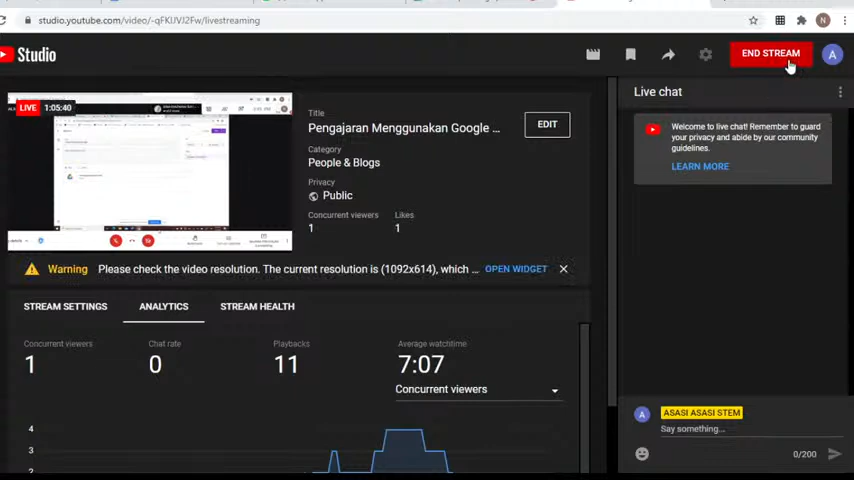 studio.youtube.com/video/-qFKlJVJ2Fw/livestreaming
N
Studio
END STREAM
A
LIVE 1:05:40
Title
Pengajaran Menggunakan Google ...
EDIT
Category
People & Blogs
Privacy
Public
Concurrent viewers
Likes
1
1
Warning Please check the video resolution. The current resolution is (1092x614), which ... OPEN WIDGET
STREAM SETTINGS ANALYTICS STREAM HEALTH
Concurrent viewers
Chat rate
Playbacks
Average watchtime
1
0
11
7:07
Concurrent viewers
4
3
2
Live chat
Welcome to live chat! Remember to guard
your privacy and abide by our community
guidelines.
LEARN MORE
A
ASASI ASASI STEM
Say something...
0/200